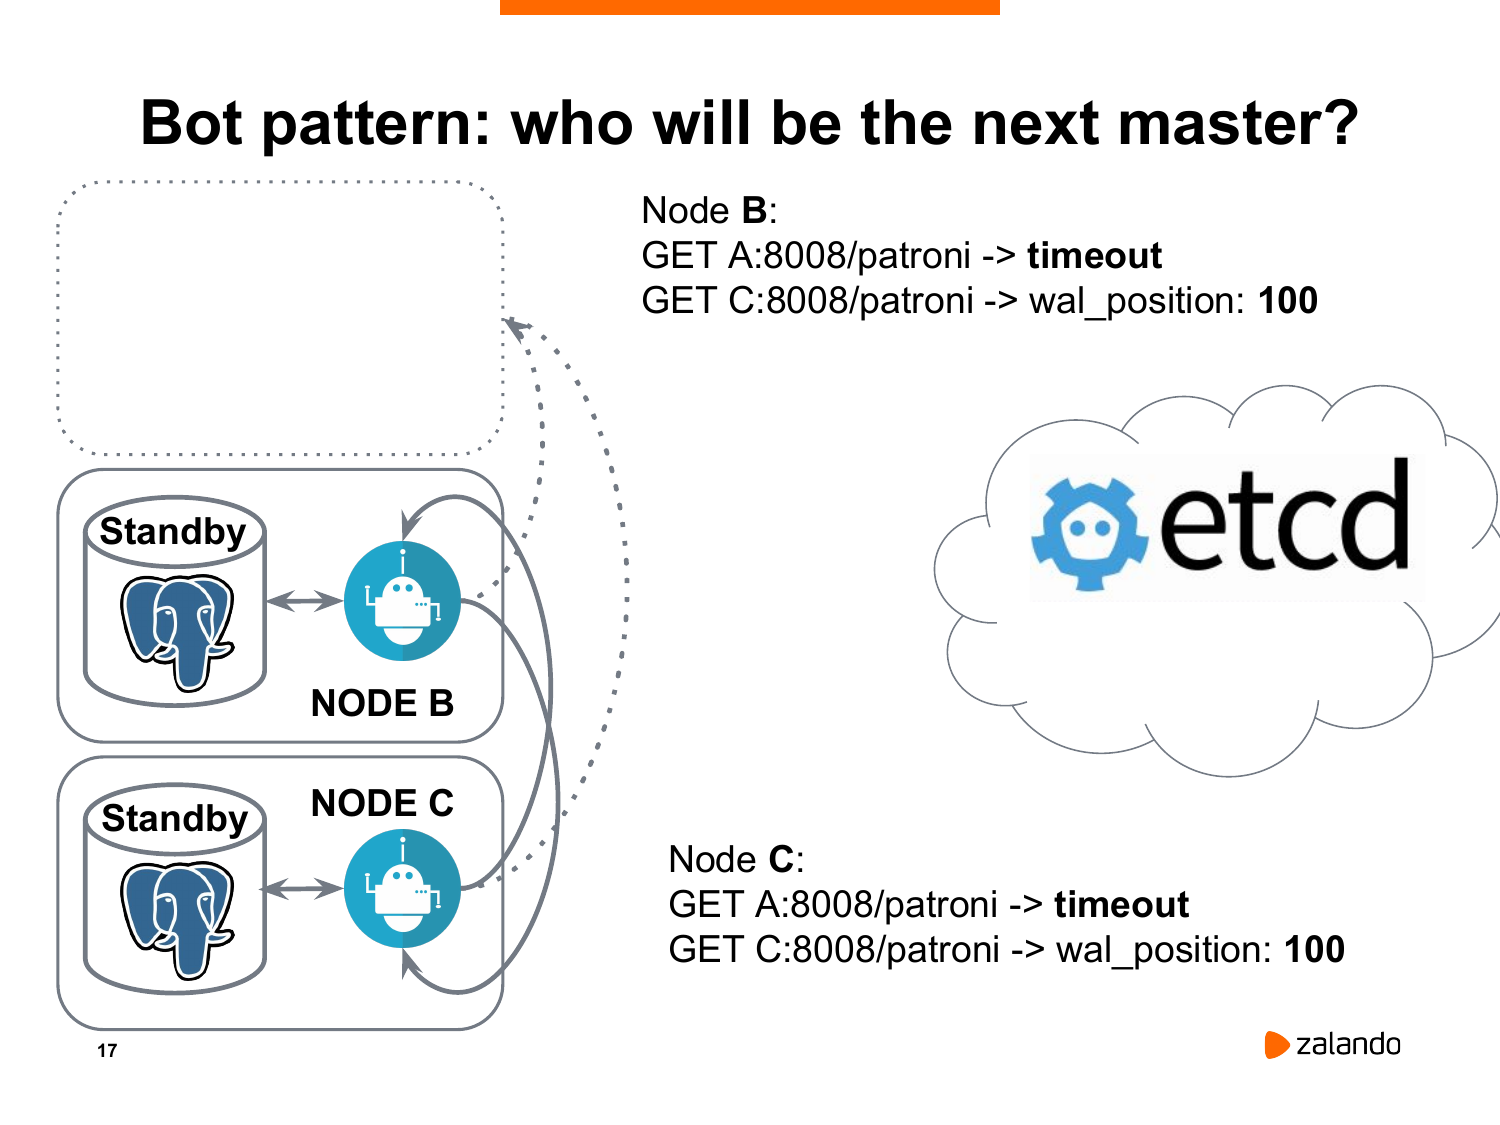 Bot pattern: who will be the next master?
Node B:
GET A:8008/patroni -> timeout
GET C:8008/patroni -> wal_position: 100
etcd
Standby
NODE B
NODE C
Standby
Node C:
GET A:8008/patroni -> timeout
GET C:8008/patroni -> wal_position: 100
17
zalando